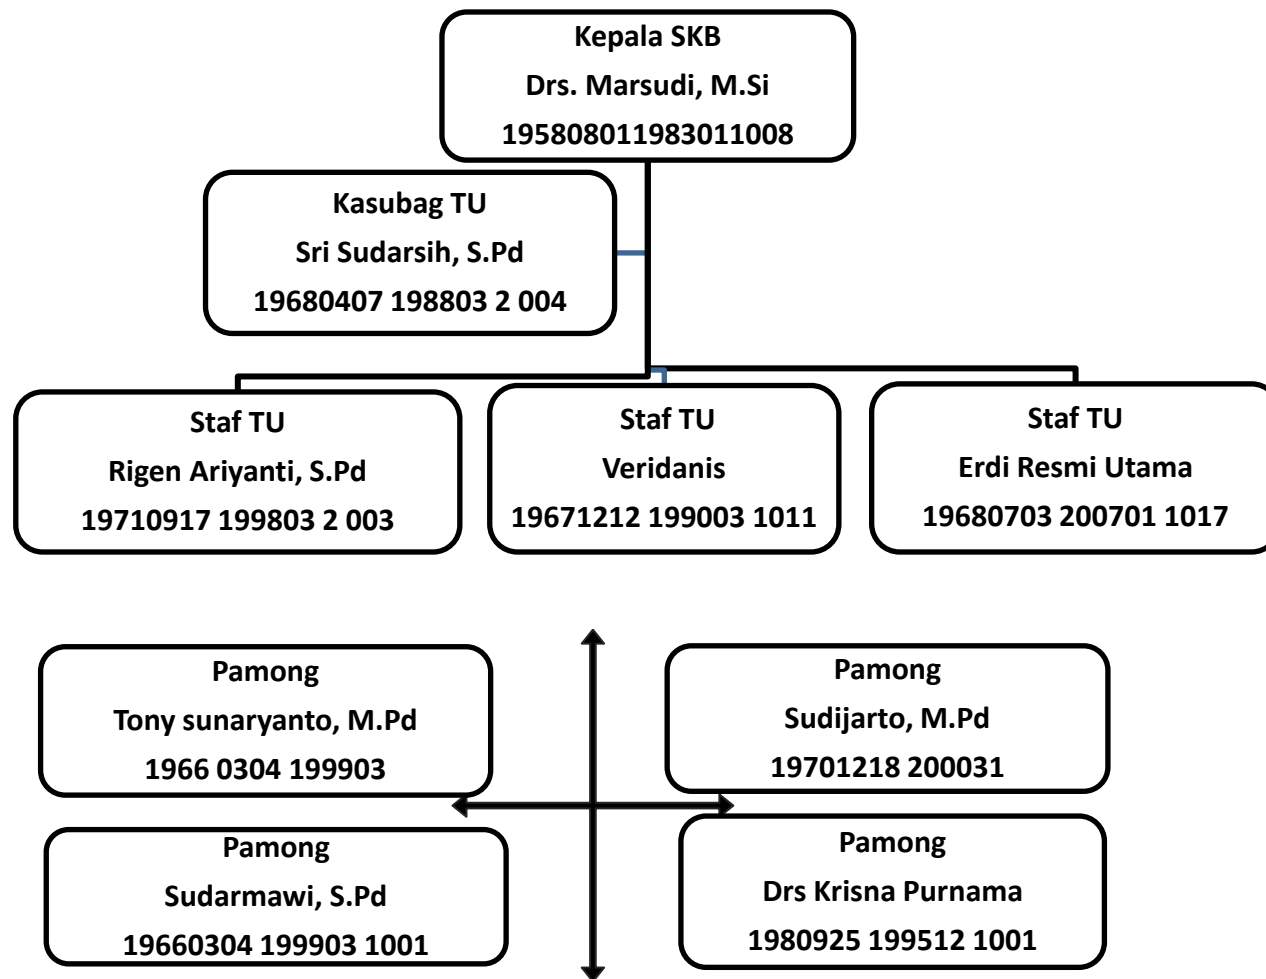 Kepala SKB
Drs. Marsudi, M.Si
195808011983011008
Kasubag TU
Sri Sudarsih, S.Pd
19680407 198803 2 004
Staf TU
Rigen Ariyanti, S.Pd
19710917 199803 2 003
Staf TU
Veridanis
19671212 199003 1011
Staf TU
Erdi Resmi Utama
19680703 200701 1017
Pamong
Tony sunaryanto, M.Pd
1966 0304 199903
Pamong
Sudijarto, M.Pd
19701218 200031
Pamong
Sudarmawi, S.Pd
19660304 199903 1001
Pamong
Drs Krisna Purnama
1980925 199512 1001